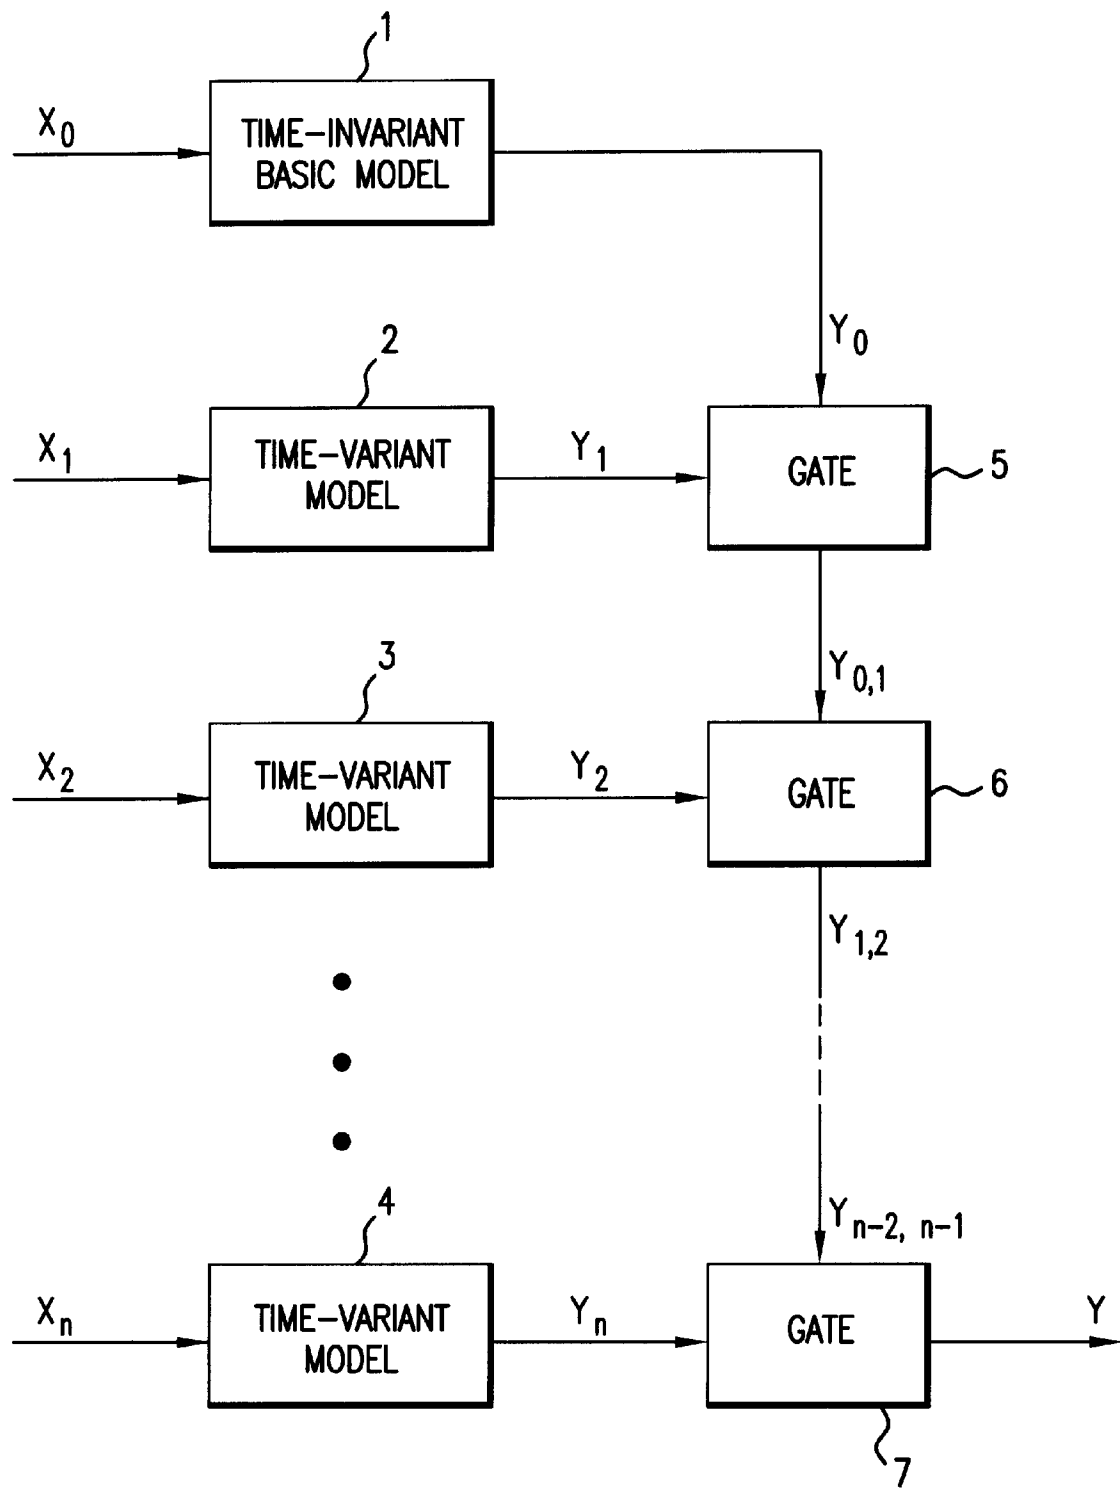 1
X0
TIME-INVARIANT
BASIC MODEL
Y0
2
X1
TIME-VARIANT
MODEL
Y1
GATE
5
Y0,1
3
X2
TIME-VARIANT
MODEL
Y2
GATE
6
Y1,2
4
Yn-2, n-1
Xn
TIME-VARIANT
MODEL
Yn
GATE
Y
7